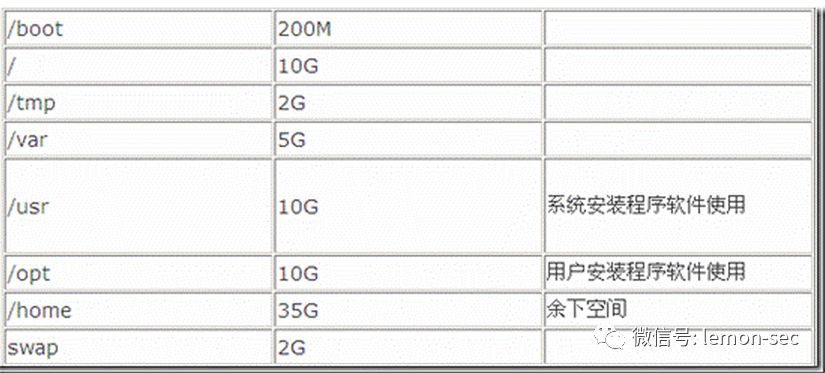 /boot 200M
/ 10G
/tmp 2G
/var 5G
/usr 10G 系统安装程序软件使用
/opt 10G 用户安装程序软件使用
/home 35G 余下空间
swap 2G
微信号: lemon-sec